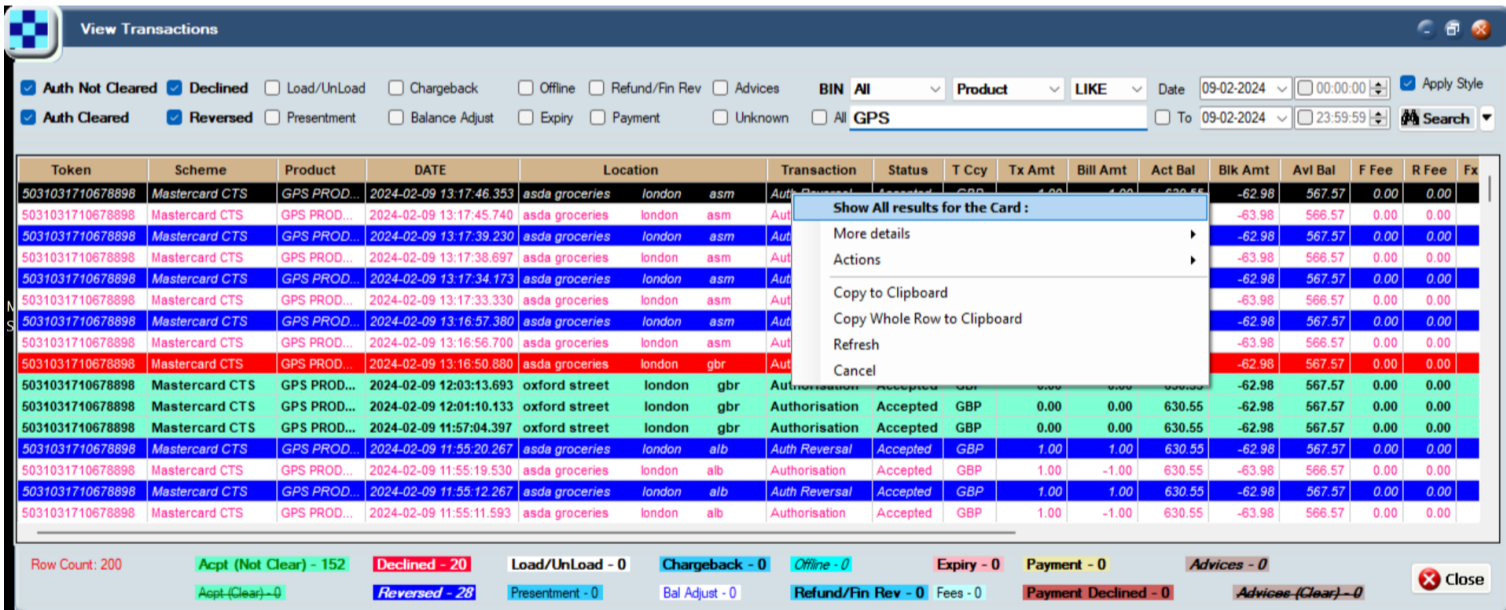 View Transactions
Auth Not Cleared Declined Load/UnLoad Chargeback Offline Refund/Fin Rev Advices BIN All Product LIKE Date 09-02-2024 00:00:00 Apply Style
Auth Cleared Reversed Presentment Balance Adjust Expiry Payment Unknown All GPS To 09-02-2024 23:59:59 Search
Token Scheme Product DATE Location Transaction Status T Ccy Tx Amt Bill Amt Act Bal Blk Amt Avl Bal F Fee R Fee Fx
5031031710678898 Mastercard CTS GPS PROD... 2024-02-09 13:17:46.353 asda groceries london asm -62.98 567.57 0.00 0.00
5031031710678898 Mastercard CTS GPS PROD... 2024-02-09 13:17:45.740 asda groceries london asm Aut -63.98 566.57 0.00 0.00
5031031710678898 Mastercard CTS GPS PROD... 2024-02-09 13:17:39.230 asda groceries london asm Aut -62.98 567.57 0.00 0.00
5031031710678898 Mastercard CTS GPS PROD... 2024-02-09 13:17:38.697 asda groceries london asm Aut -63.98 566.57 0.00 0.00
5031031710678898 Mastercard CTS GPS PROD... 2024-02-09 13:17:34.173 asda groceries london asm Aut -62.98 567.57 0.00 0.00
5031031710678898 Mastercard CTS GPS PROD... 2024-02-09 13:17:33.330 asda groceries london asm Aut -63.98 566.57 0.00 0.00
5031031710678898 Mastercard CTS GPS PROD... 2024-02-09 13:16:57.380 asda groceries london asm Aut -62.98 567.57 0.00 0.00
5031031710678898 Mastercard CTS GPS PROD... 2024-02-09 13:16:56.700 asda groceries london asm Aut -63.98 566.57 0.00 0.00
5031031710678898 Mastercard CTS GPS PROD... 2024-02-09 13:16:50.880 asda groceries london gbr Aut -62.98 567.57 0.00 0.00
5031031710678898 Mastercard CTS GPS PROD... 2024-02-09 12:03:13.693 oxford street london gbr Authorisation Accepted GBP 0.00 0.00 630.55 -62.98 567.57 0.00 0.00
5031031710678898 Mastercard CTS GPS PROD... 2024-02-09 12:01:10.133 oxford street london gbr Authorisation Accepted GBP 0.00 0.00 630.55 -62.98 567.57 0.00 0.00
5031031710678898 Mastercard CTS GPS PROD... 2024-02-09 11:57:04.397 oxford street london gbr Authorisation Accepted GBP 0.00 0.00 630.55 -62.98 567.57 0.00 0.00
5031031710678898 Mastercard CTS GPS PROD... 2024-02-09 11:55:20.267 asda groceries london alb Auth Reversal Accepted GBP 1.00 1.00 630.55 -62.98 567.57 0.00 0.00
5031031710678898 Mastercard CTS GPS PROD... 2024-02-09 11:55:19.530 asda groceries london alb Authorisation Accepted GBP 1.00 -1.00 630.55 -63.98 566.57 0.00 0.00
5031031710678898 Mastercard CTS GPS PROD... 2024-02-09 11:55:12.267 asda groceries london alb Auth Reversal Accepted GBP 1.00 1.00 630.55 -62.98 567.57 0.00 0.00
5031031710678898 Mastercard CTS GPS PROD... 2024-02-09 11:55:11.593 asda groceries london alb Authorisation Accepted GBP 1.00 -1.00 630.55 -63.98 566.57 0.00 0.00
Show All results for the Card :
More details
Actions
Copy to Clipboard
Copy Whole Row to Clipboard
Refresh
Cancel
Row Count: 200 Acpt (Not Clear) - 152 Declined - 20 Load/UnLoad - 0 Chargeback - 0 Offline - 0 Expiry - 0 Payment - 0 Advices - 0
Acpt (Clear) - 0 Reversed - 28 Presentment - 0 Bal Adjust - 0 Refund/Fin Rev - 0 Fees - 0 Payment Declined - 0 Advices (Clear) - 0
Close